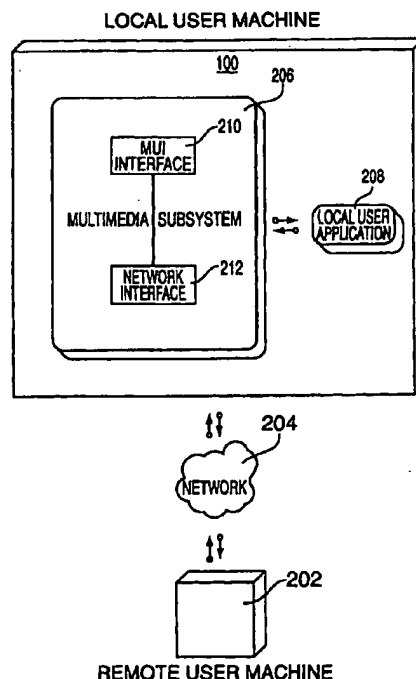 LOCAL USER MACHINE
100
206
210
MUI
INTERFACE
208
MULTIMEDIA SUBSYSTEM
LOCAL USER
APPLICATION
212
NETWORK
INTERFACE
204
NETWORK
202
REMOTE USER MACHINE